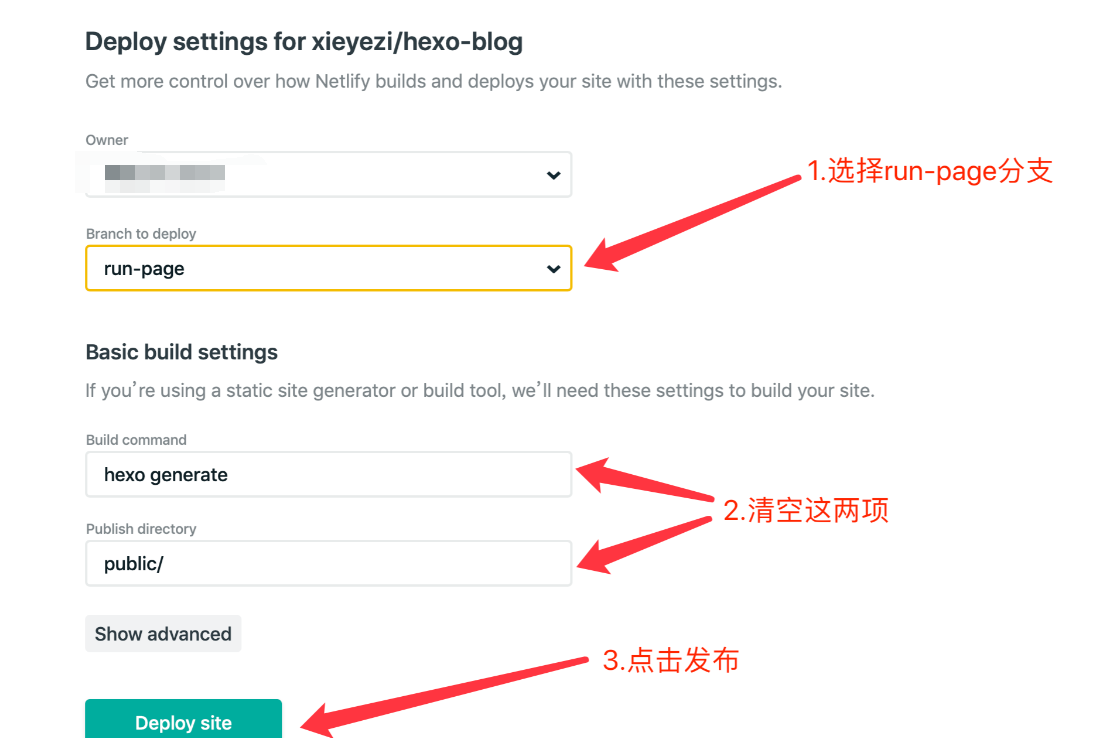 Deploy settings for xieyezi/hexo-blog
Get more control over how Netlify builds and deploys your site with these settings.
Owner
1.选择run-page分支
Branch to deploy
run-page
Basic build settings
If you’re using a static site generator or build tool, we’ll need these settings to build your site.
Build command
hexo generate
2.清空这两项
Publish directory
public/
Show advanced
3.点击发布
Deploy site